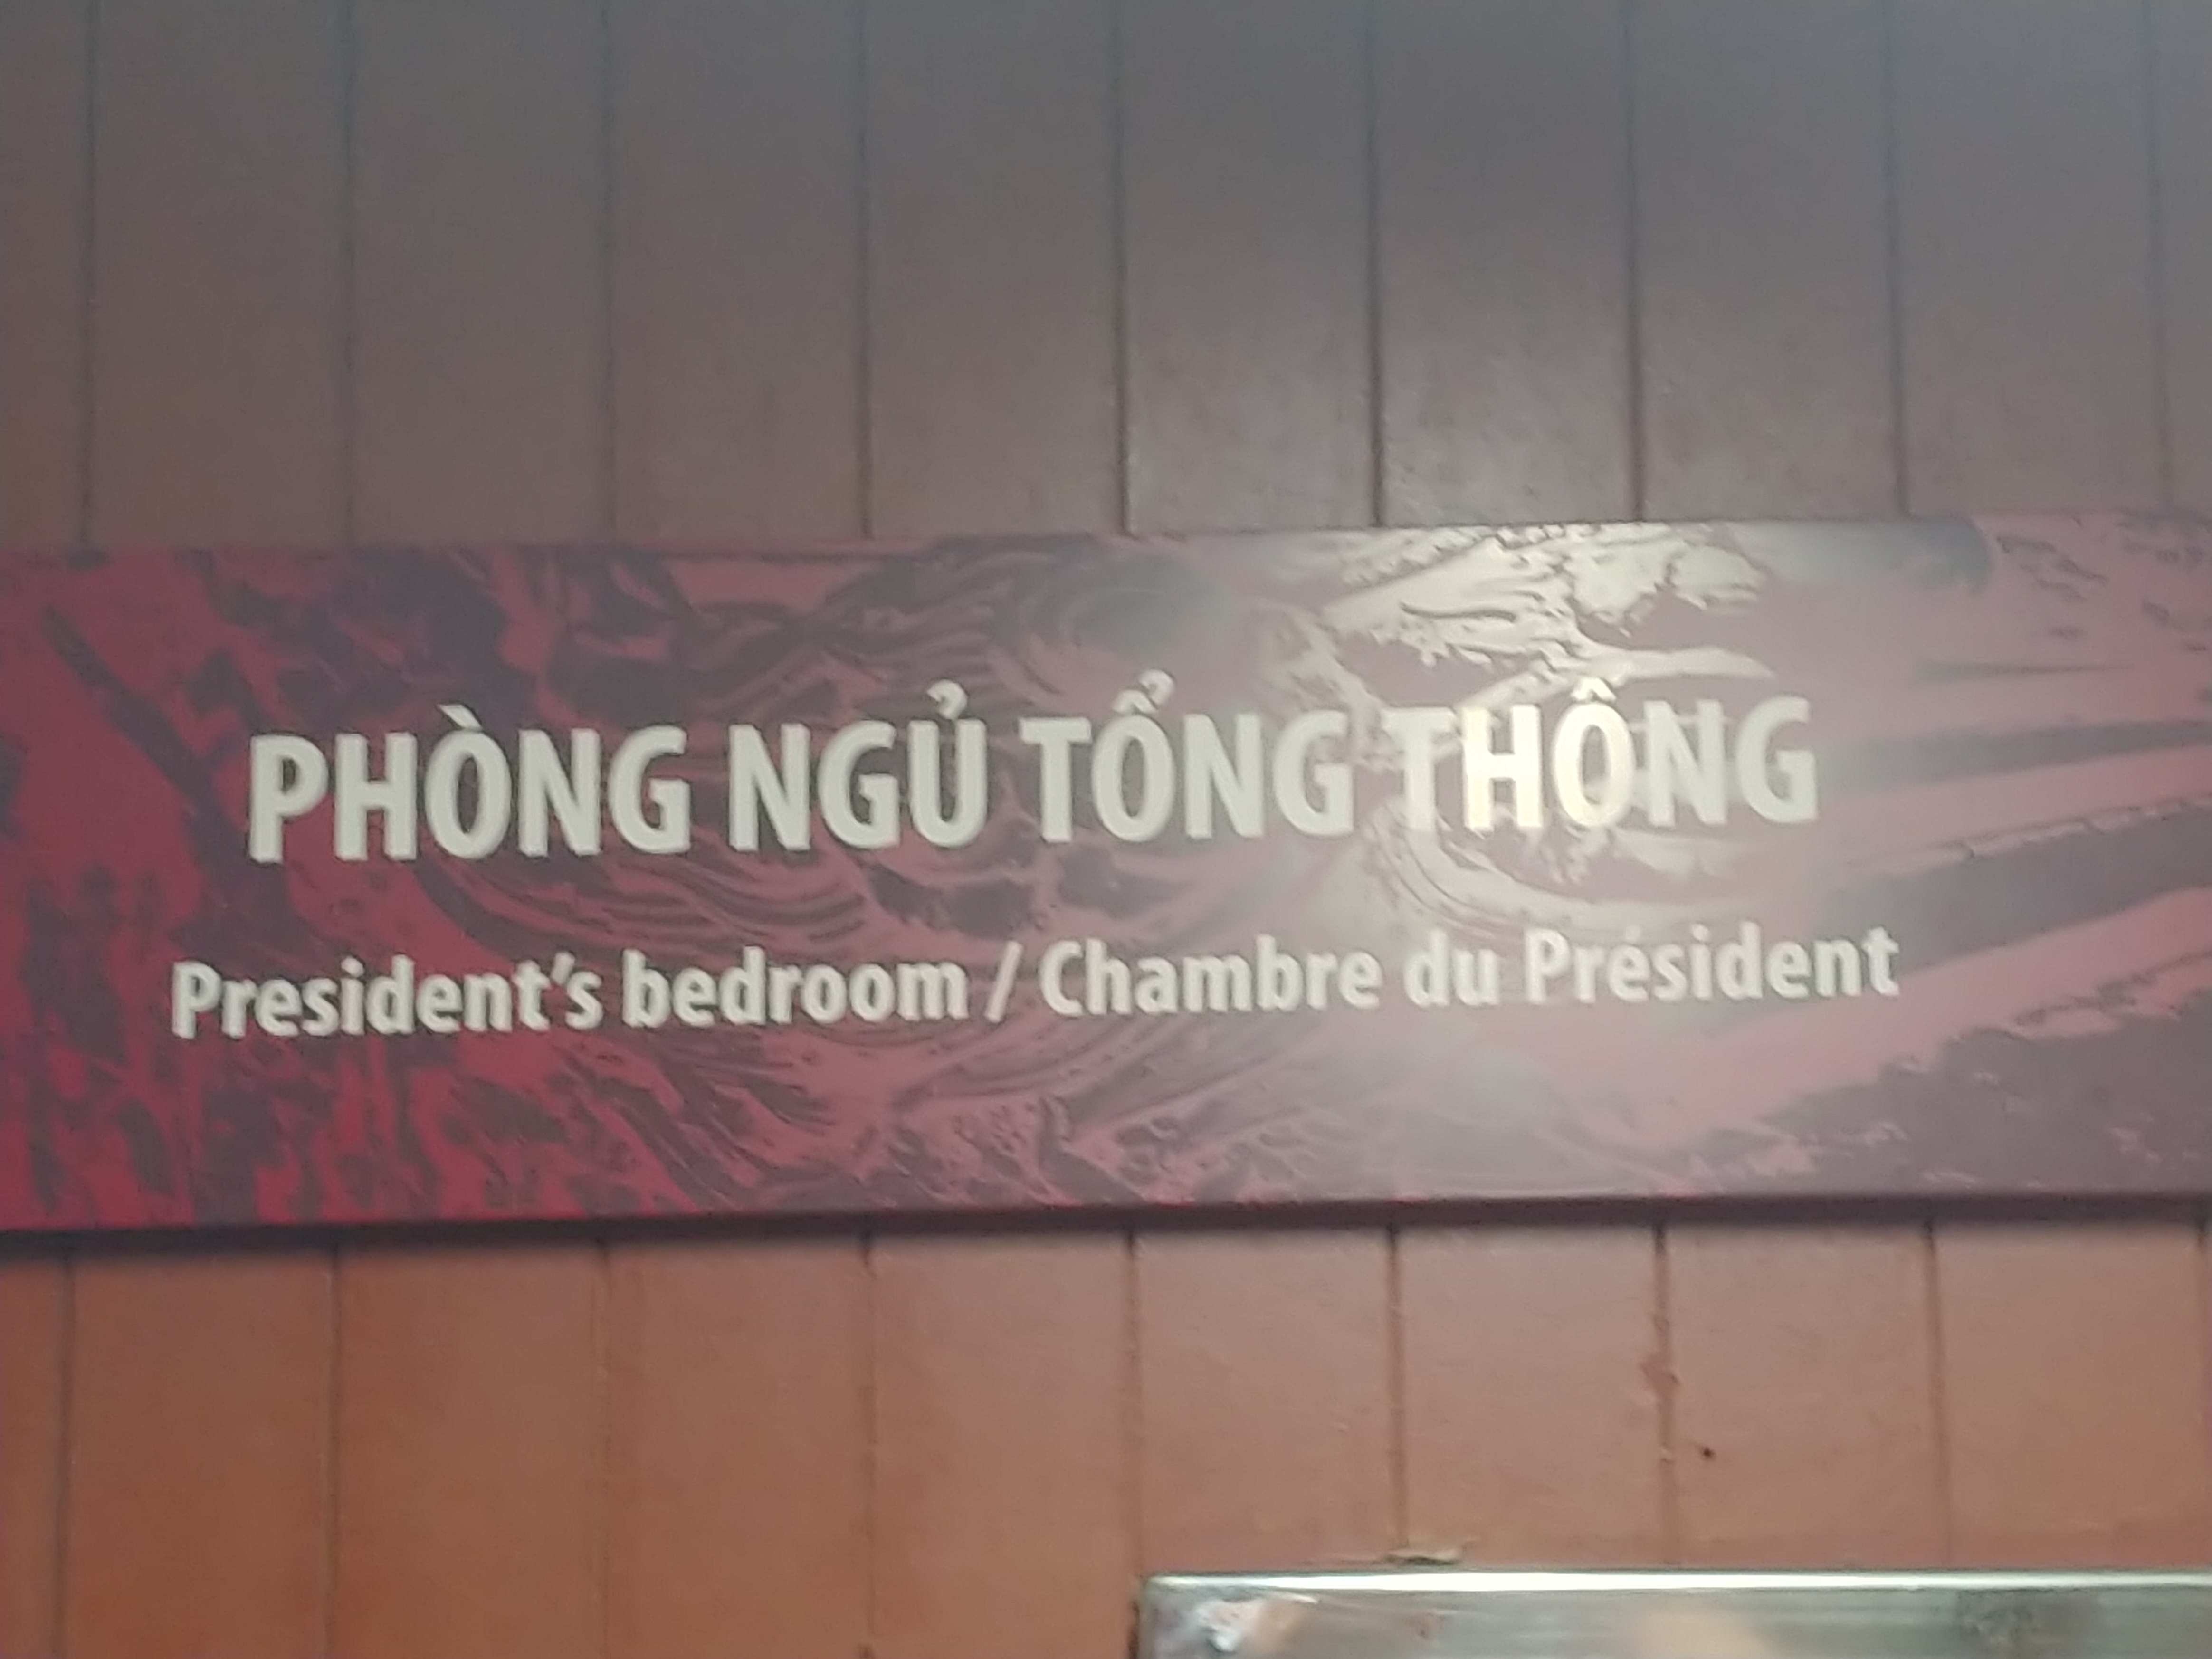 PHÒNG NGỦ TỔNG THỐNG
President's bedroom / Chambre du Président